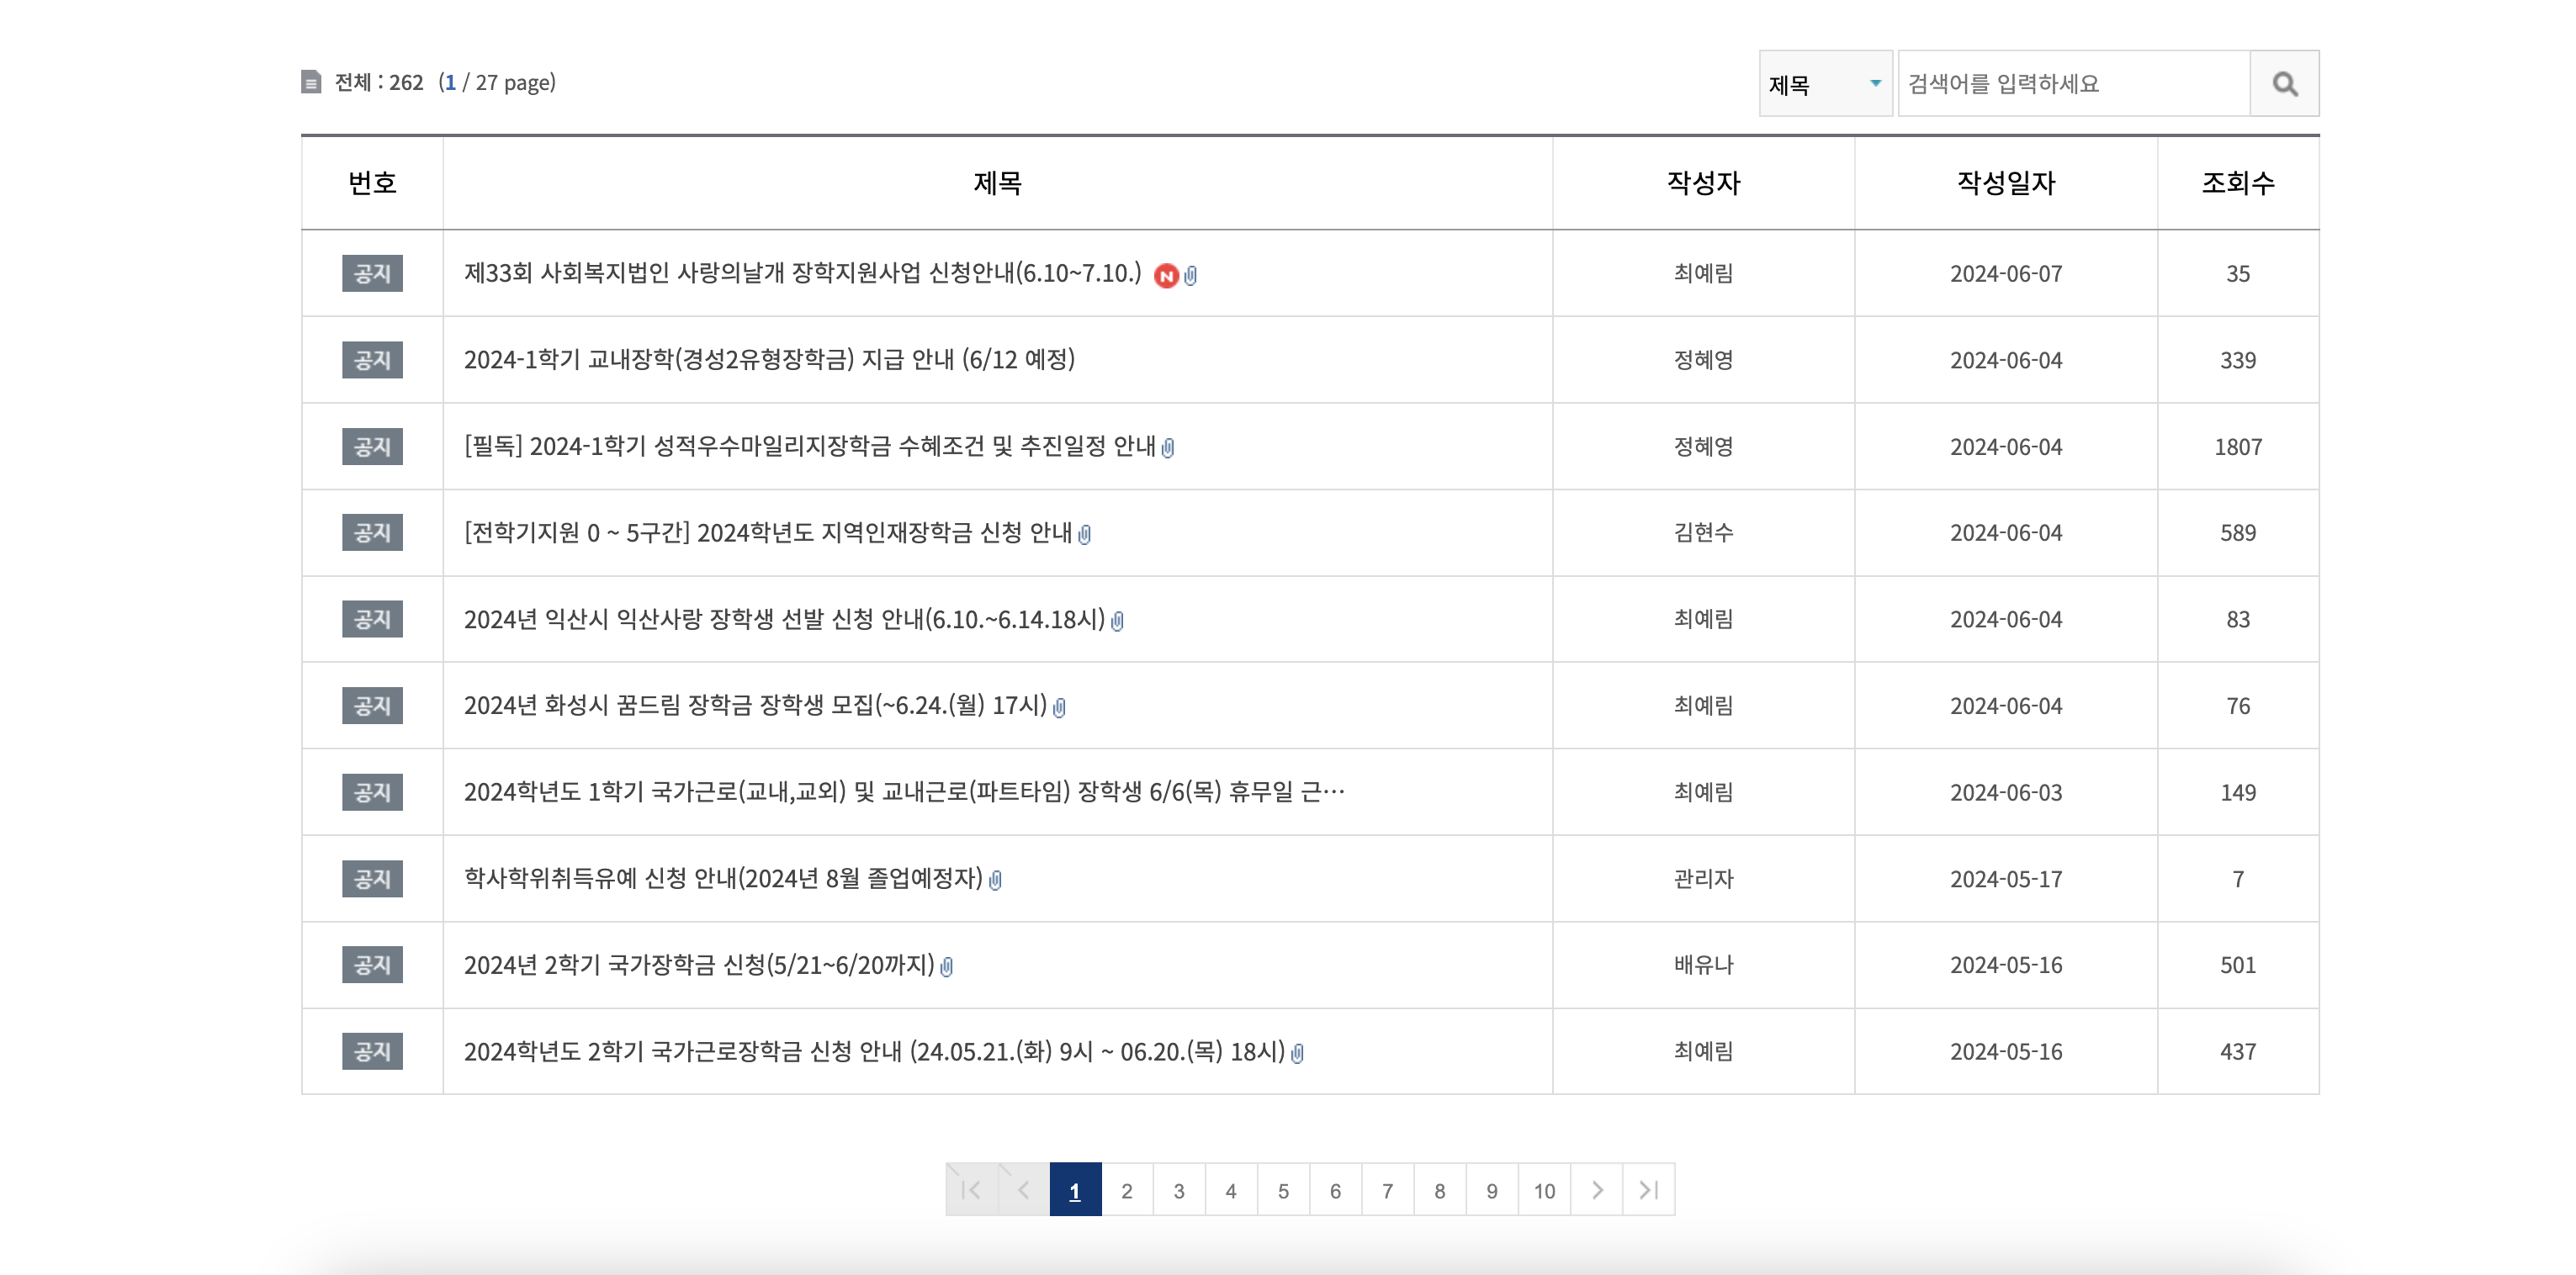 전체 : 262 (1 / 27 page)
제목 검색어를 입력하세요
번호 제목 작성자 작성일자 조회수
공지 제33회 사회복지법인 사랑의날개 장학지원사업 신청안내(6.10~7.10.) N 최예림 2024-06-07 35
공지 2024-1학기 교내장학(경성2유형장학금) 지급 안내 (6/12 예정) 정혜영 2024-06-04 339
공지 [필독] 2024-1학기 성적우수마일리지장학금 수혜조건 및 추진일정 안내 정혜영 2024-06-04 1807
공지 [전학기지원 0 ~ 5구간] 2024학년도 지역인재장학금 신청 안내 김현수 2024-06-04 589
공지 2024년 익산시 익산사랑 장학생 선발 신청 안내(6.10.~6.14.18시) 최예림 2024-06-04 83
공지 2024년 화성시 꿈드림 장학금 장학생 모집(~6.24.(월) 17시) 최예림 2024-06-04 76
공지 2024학년도 1학기 국가근로(교내,교외) 및 교내근로(파트타임) 장학생 6/6(목) 휴무일 근… 최예림 2024-06-03 149
공지 학사학위취득유예 신청 안내(2024년 8월 졸업예정자) 관리자 2024-05-17 7
공지 2024년 2학기 국가장학금 신청(5/21~6/20까지) 배유나 2024-05-16 501
공지 2024학년도 2학기 국가근로장학금 신청 안내 (24.05.21.(화) 9시 ~ 06.20.(목) 18시) 최예림 2024-05-16 437
1 2 3 4 5 6 7 8 9 10